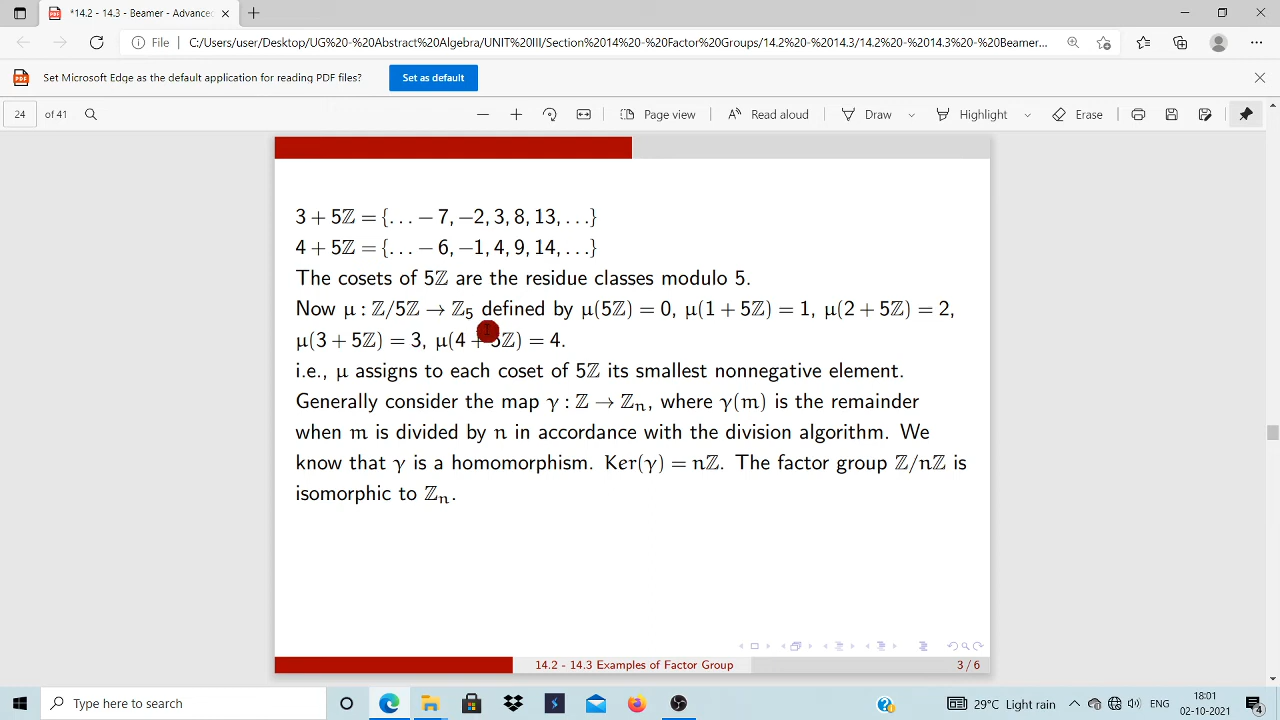 *14.2 - 14.3 - Beamer - Advance
File
C:/Users/user/Desktop/UG%20-%20Abstract%20Algebra/UNIT%20III/Section%2014%20Factor%20Groups/14.2%20-%2014.3/14.2%20-%2014.3%20-%20Beamer...
Set Microsoft Edge as the default application for reading PDF files?
Set as default
24 of 41
Page view
Read aloud
Draw
Highlight
Erase
3 + 5ℤ = {... − 7, −2, 3, 8, 13, ...}
4 + 5ℤ = {... − 6, −1, 4, 9, 14, ...}
The cosets of 5ℤ are the residue classes modulo 5.
Now μ : ℤ/5ℤ → ℤ₅ defined by μ(5ℤ) = 0, μ(1 + 5ℤ) = 1, μ(2 + 5ℤ) = 2,
μ(3 + 5ℤ) = 3, μ(4 + 5ℤ) = 4.
i.e., μ assigns to each coset of 5ℤ its smallest nonnegative element.
Generally consider the map γ : ℤ → ℤₙ, where γ(m) is the remainder
when m is divided by n in accordance with the division algorithm. We
know that γ is a homomorphism. Ker(γ) = nℤ. The factor group ℤ/nℤ is
isomorphic to ℤₙ.
14.2 - 14.3 Examples of Factor Group
3 / 6
Type here to search
29°C Light rain
ENG
18:01
02-10-2021
4